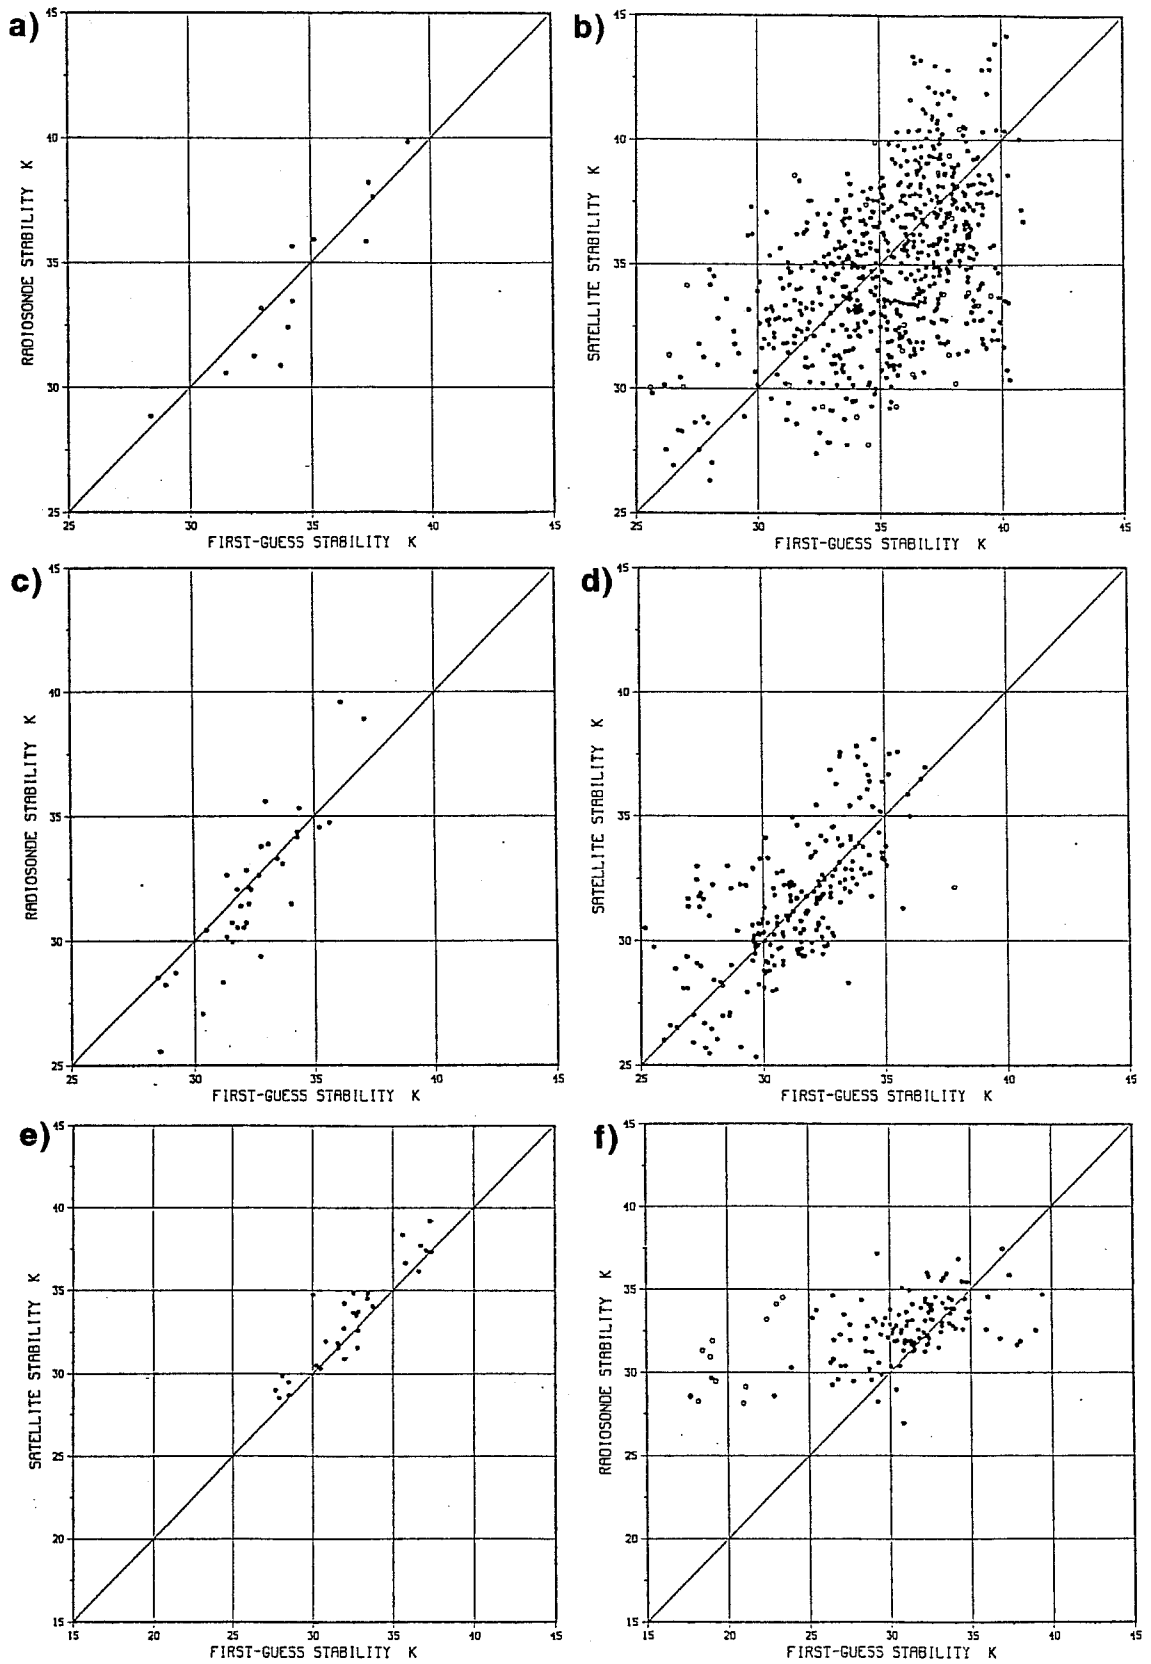 a)
45
40
35
30
25
RADIOSONDE STABILITY K
25 30 35 40 45
FIRST-GUESS STABILITY K
b)
45
40
35
30
25
SATELLITE STABILITY K
25 30 35 40 45
FIRST-GUESS STABILITY K
c)
45
40
35
30
25
RADIOSONDE STABILITY K
25 30 35 40 45
FIRST-GUESS STABILITY K
d)
45
40
35
30
25
SATELLITE STABILITY K
25 30 35 40 45
FIRST-GUESS STABILITY K
e)
45
40
35
30
25
20
15
SATELLITE STABILITY K
15 20 25 30 35 40 45
FIRST-GUESS STABILITY K
f)
45
40
35
30
25
20
15
RADIOSONDE STABILITY K
15 20 25 30 35 40 45
FIRST-GUESS STABILITY K